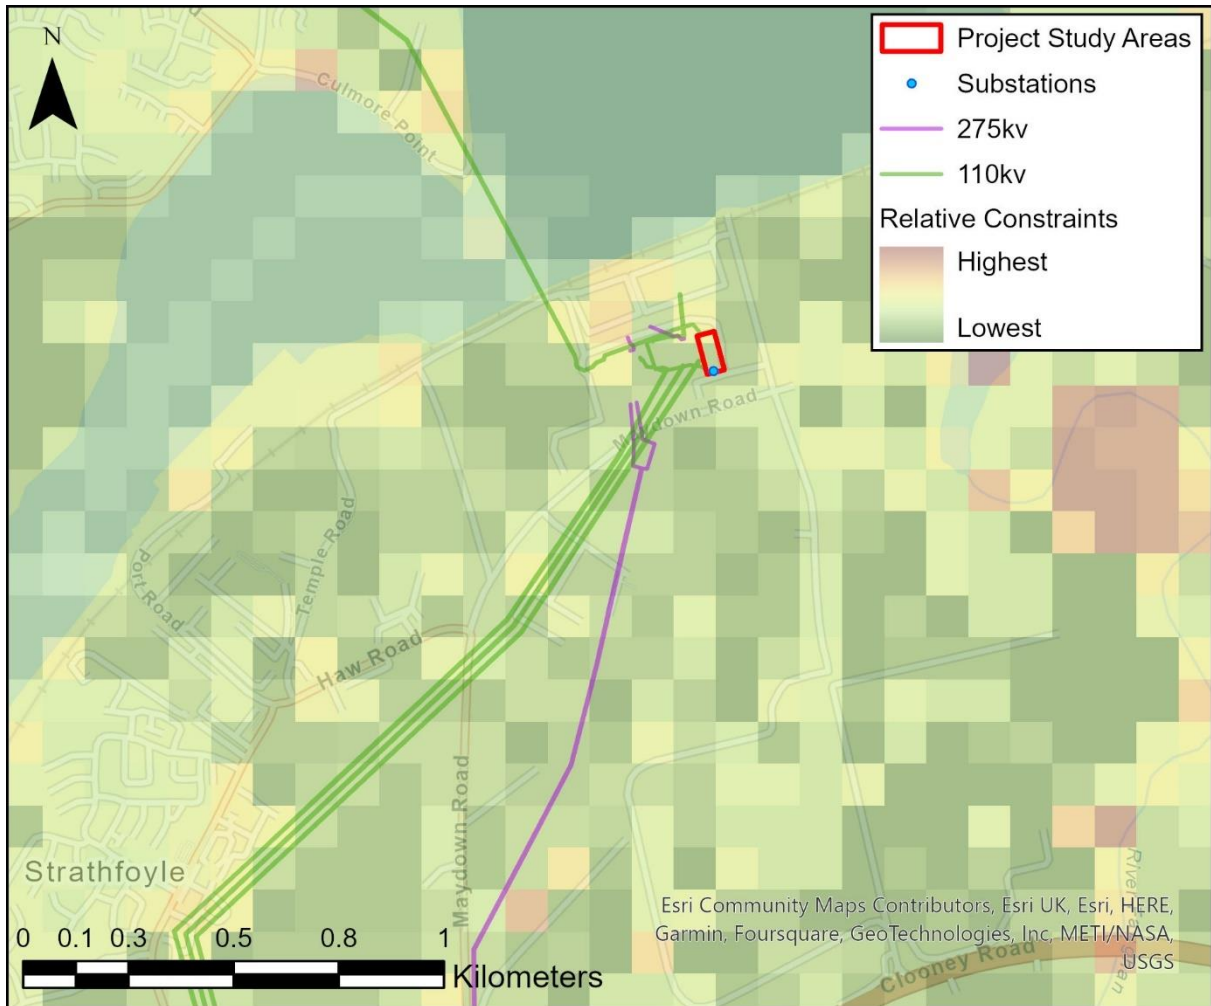 N
Culmore Point
Project Study Areas
Substations
275kv
110kv
Relative Constraints
Highest
Lowest
Maydown Road
Temple Road
Port Road
Haw Road
Maydown Road
Strathfoyle
Esri Community Maps Contributors, Esri UK, Esri, HERE,
Garmin, Foursquare, GeoTechnologies, Inc, METI/NASA,
USGS
Clooney Road
0 0.1 0.3 0.5 0.8 1
Kilometers